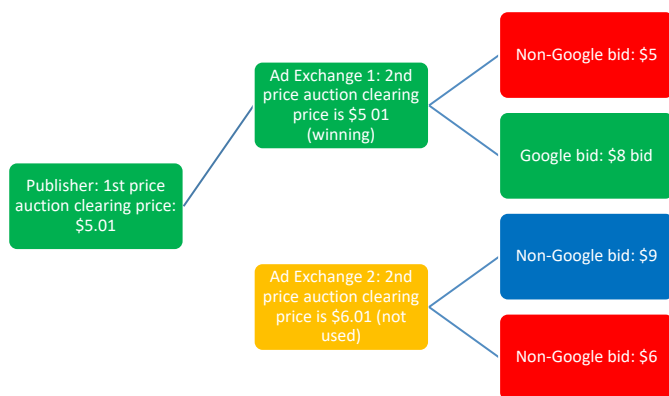 Publisher: 1st price
auction clearing price:
$5.01
Ad Exchange 1: 2nd
price auction clearing
price is $5 01
(winning)
Non-Google bid: $5
Google bid: $8 bid
Ad Exchange 2: 2nd
price auction clearing
price is $6.01 (not
used)
Non-Google bid: $9
Non-Google bid: $6